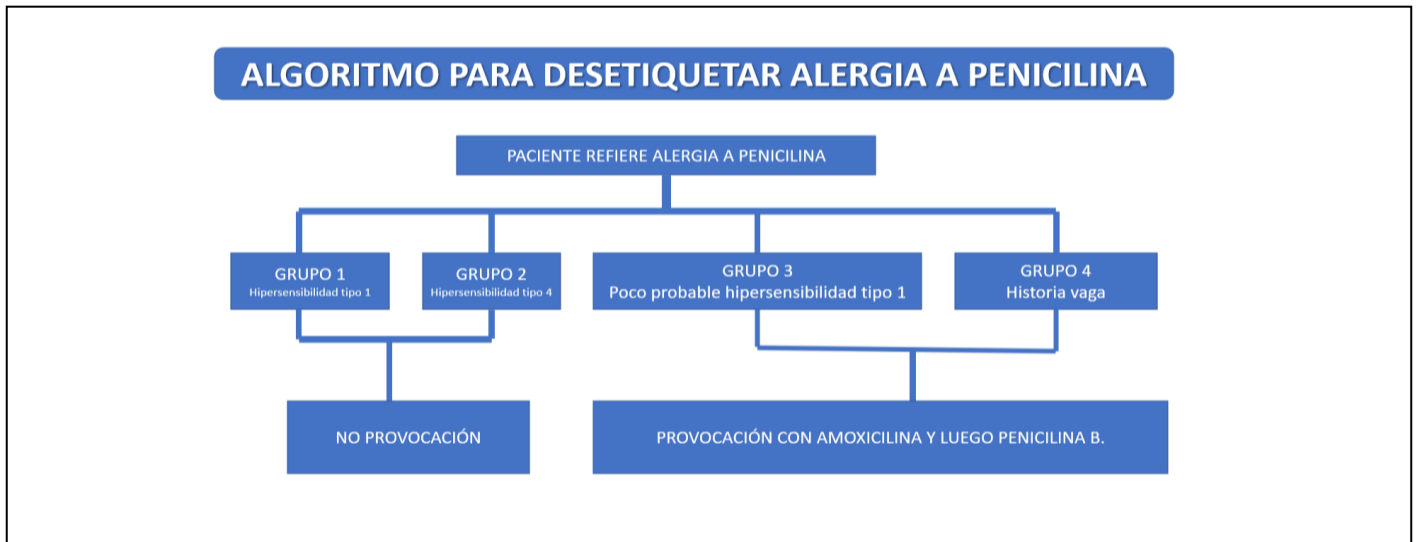 ALGORITMO PARA DESETIQUETAR ALERGIA A PENICILINA
PACIENTE REFIERE ALERGIA A PENICILINA
GRUPO 1
Hipersensibilidad tipo 1
GRUPO 2
Hipersensibilidad tipo 4
GRUPO 3
Poco probable hipersensibilidad tipo 1
GRUPO 4
Historia vaga
NO PROVOCACIÓN
PROVOCACIÓN CON AMOXICILINA Y LUEGO PENICILINA B.